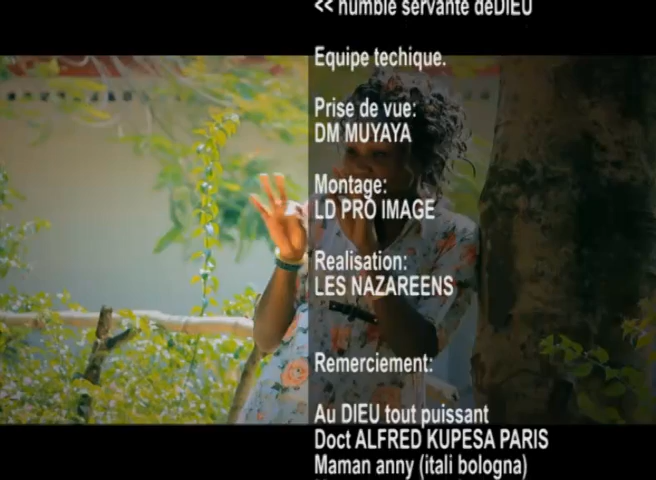 << humble servante deDIEU
Equipe techique.
Prise de vue:
DM MUYAYA
Montage:
LD PRO IMAGE
Realisation:
LES NAZAREENS
Remerciement:
Au DIEU tout puissant
Doct ALFRED KUPESA PARIS
Maman anny (itali bologna)